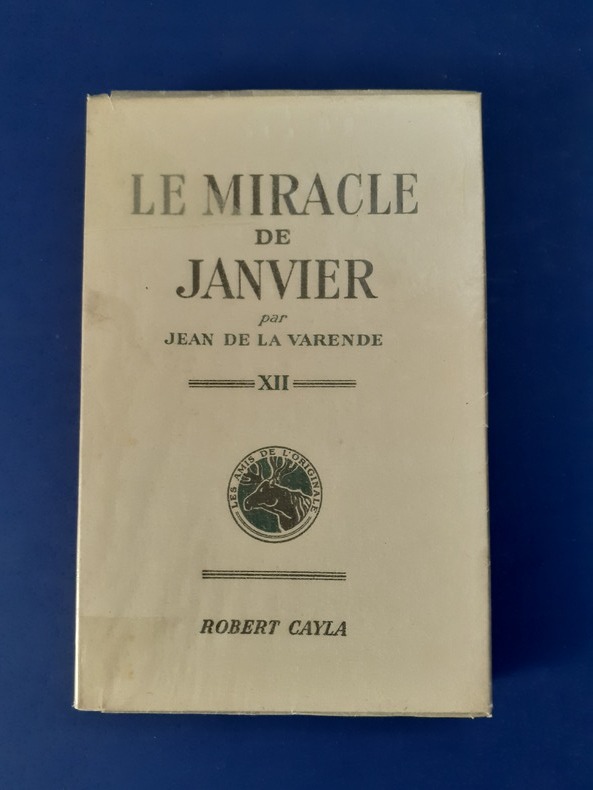 LE MIRACLE
DE
JANVIER
par
JEAN DE LA VARENDE
XII
LES AMIS DE L'ORIGINALE
ROBERT CAYLA